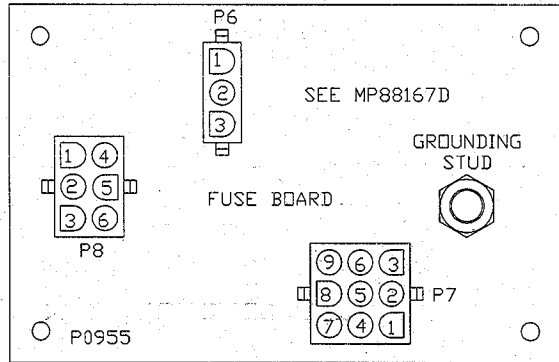 P6
1
2
3
SEE MP88167D
GROUNDING
STUD
1 4
2 5
3 6
P8
FUSE BOARD
9 6 3
8 5 2
7 4 1
P7
P0955